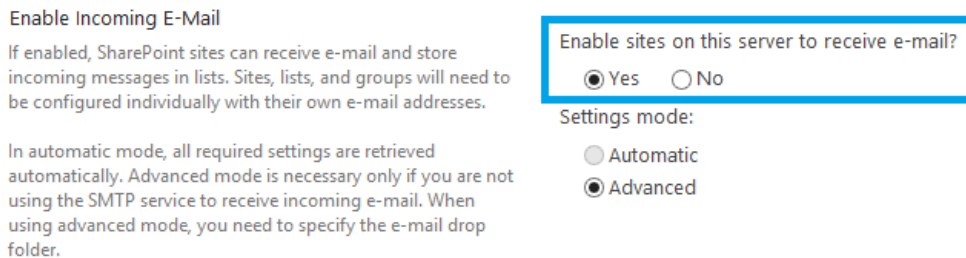 Enable Incoming E-Mail
If enabled, SharePoint sites can receive e-mail and store
incoming messages in lists. Sites, lists, and groups will need to
be configured individually with their own e-mail addresses.
In automatic mode, all required settings are retrieved
automatically. Advanced mode is necessary only if you are not
using the SMTP service to receive incoming e-mail. When
using advanced mode, you need to specify the e-mail drop
folder.
Enable sites on this server to receive e-mail?
Yes No
Settings mode:
Automatic
Advanced